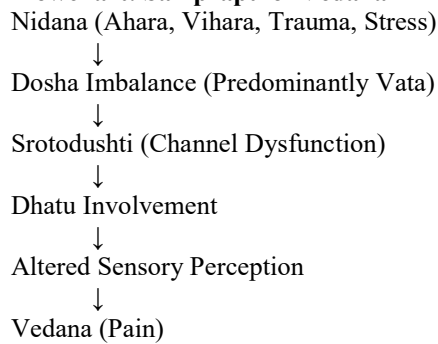 Nidana (Ahara, Vihara, Trauma, Stress)
↓
Dosha Imbalance (Predominantly Vata)
↓
Srotodushti (Channel Dysfunction)
↓
Dhatu Involvement
↓
Altered Sensory Perception
↓
Vedana (Pain)